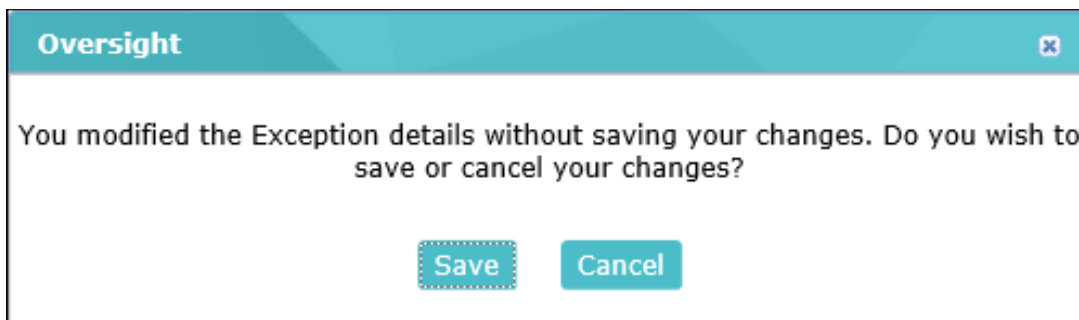 Oversight
You modified the Exception details without saving your changes. Do you wish to
save or cancel your changes?
Save Cancel